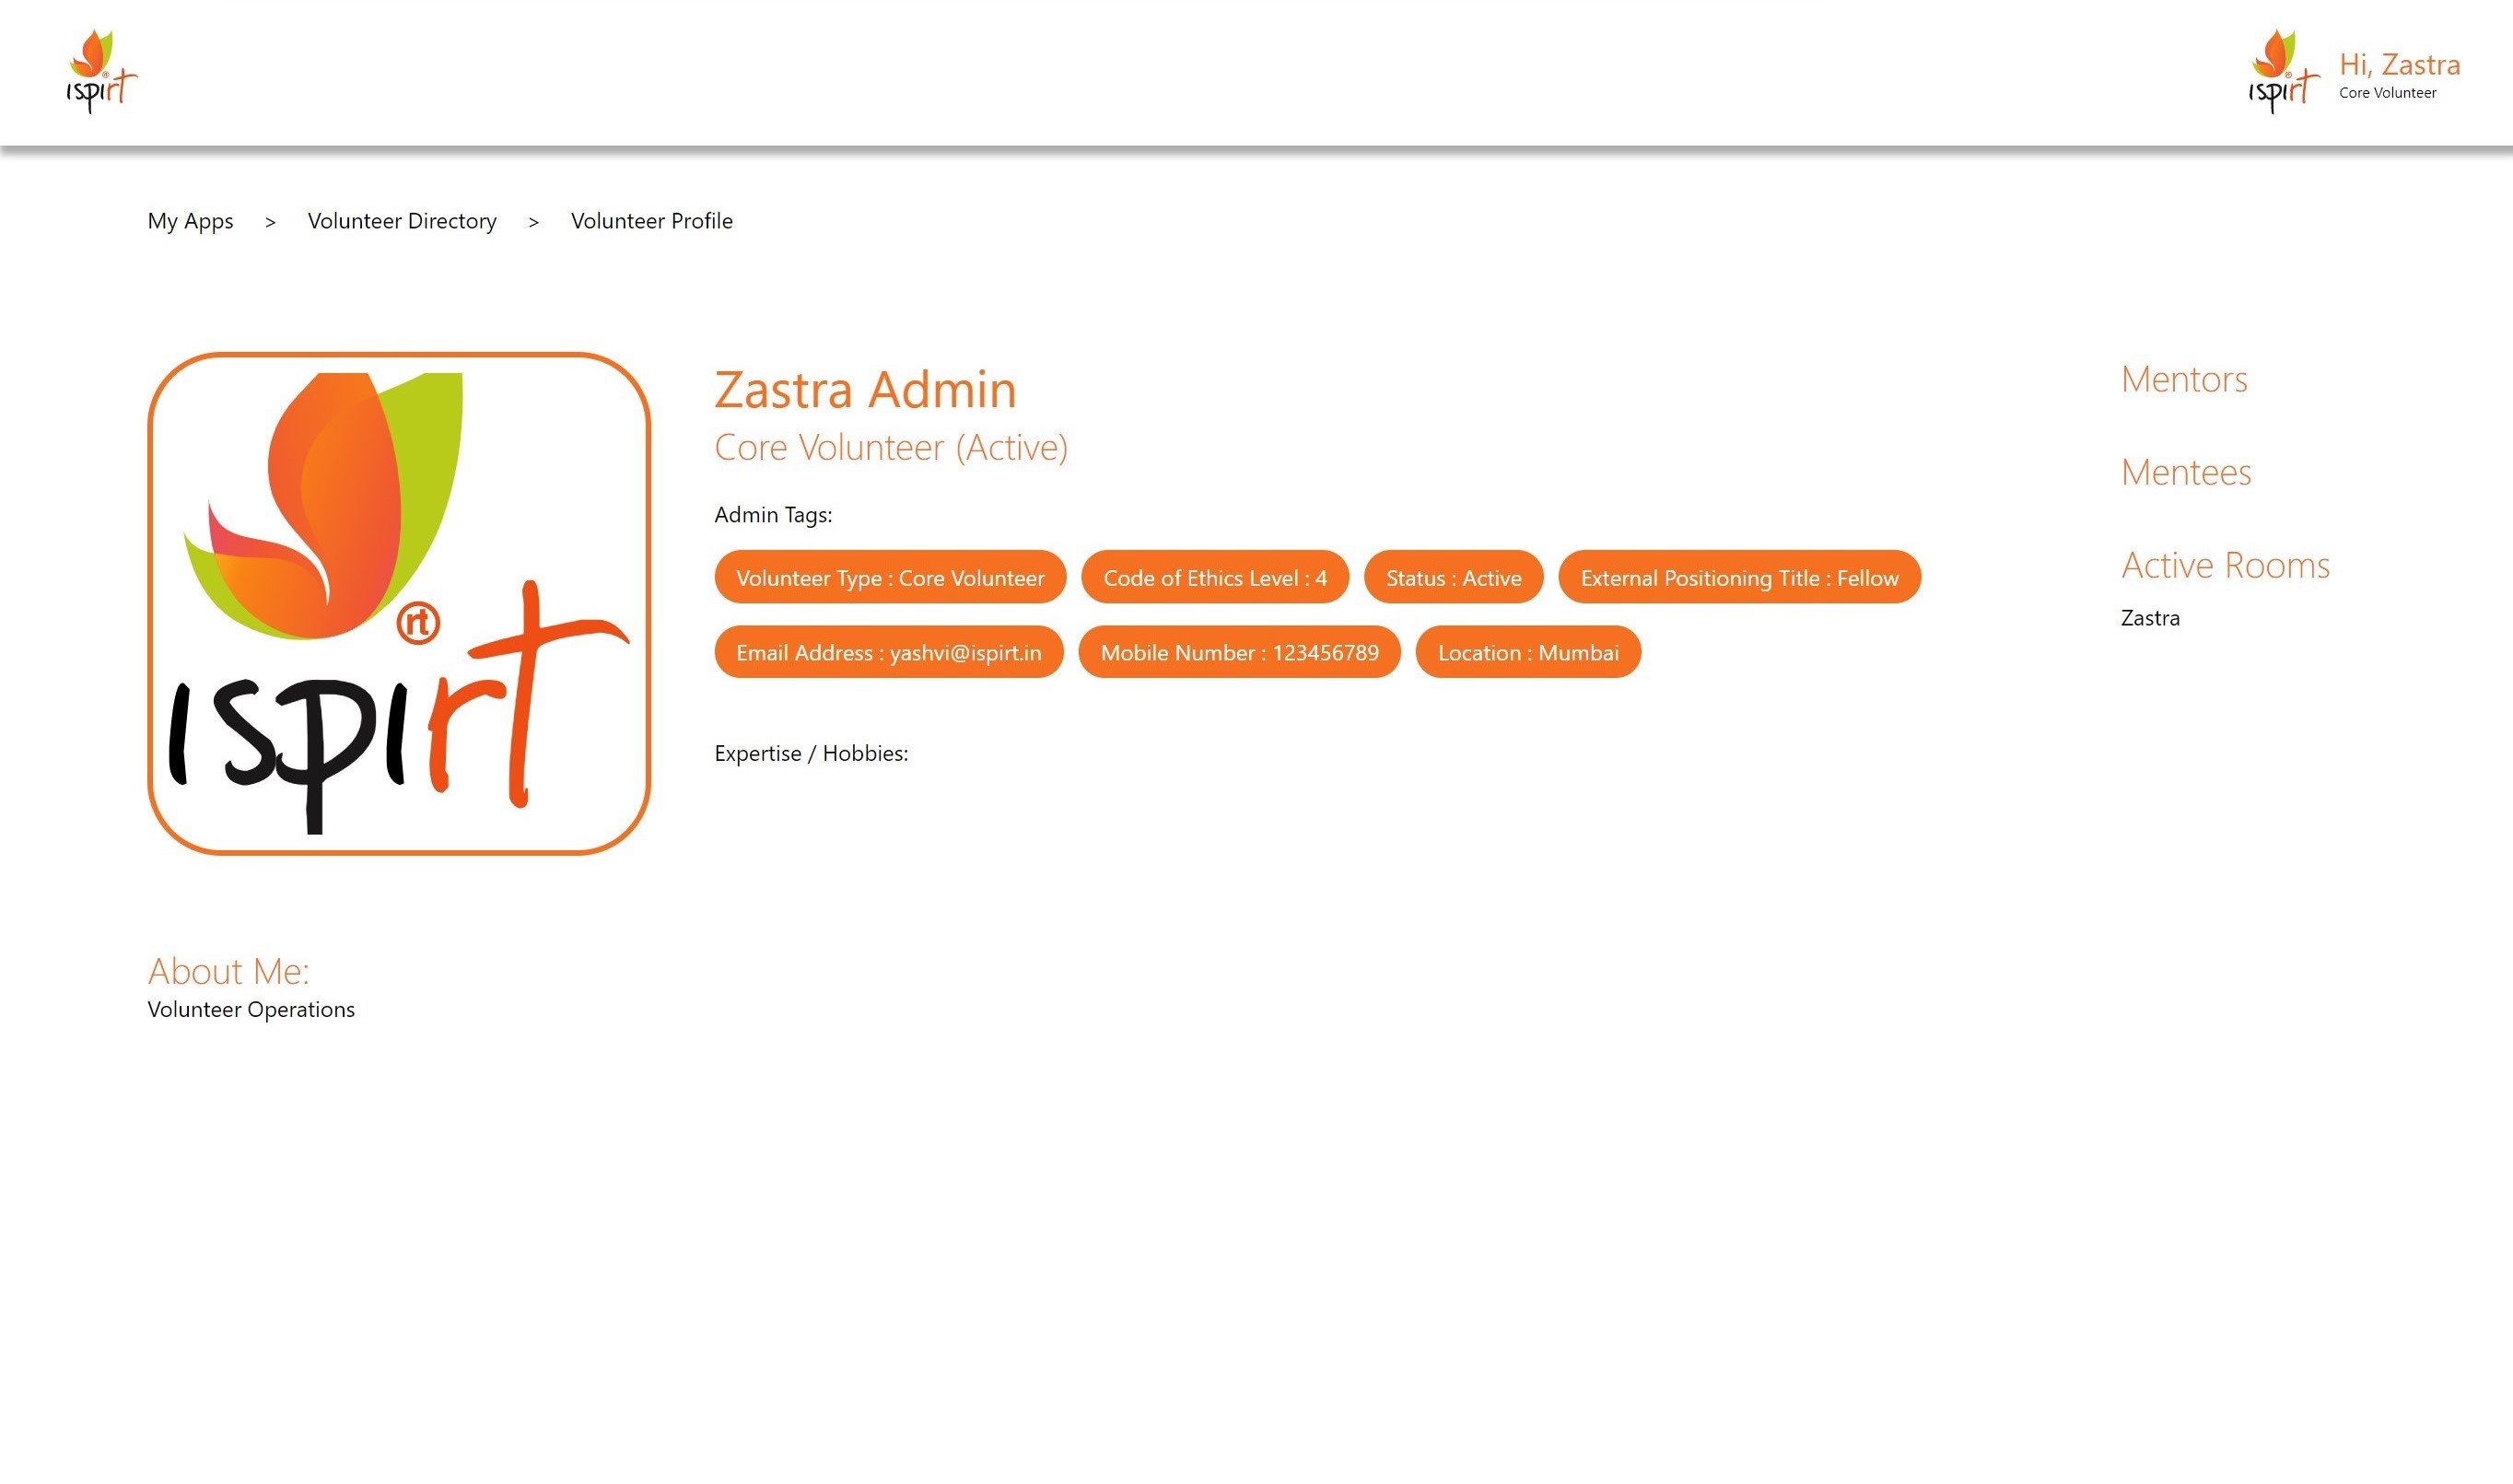 ispirt
ispirt
Hi, Zastra
Core Volunteer
My Apps > Volunteer Directory > Volunteer Profile
rt
ispirt
Zastra Admin
Core Volunteer (Active)
Admin Tags:
Volunteer Type : Core Volunteer Code of Ethics Level : 4 Status : Active External Positioning Title : Fellow
Email Address : yashvi@ispirt.in Mobile Number : 123456789 Location : Mumbai
Expertise / Hobbies:
Mentors
Mentees
Active Rooms
Zastra
About Me:
Volunteer Operations